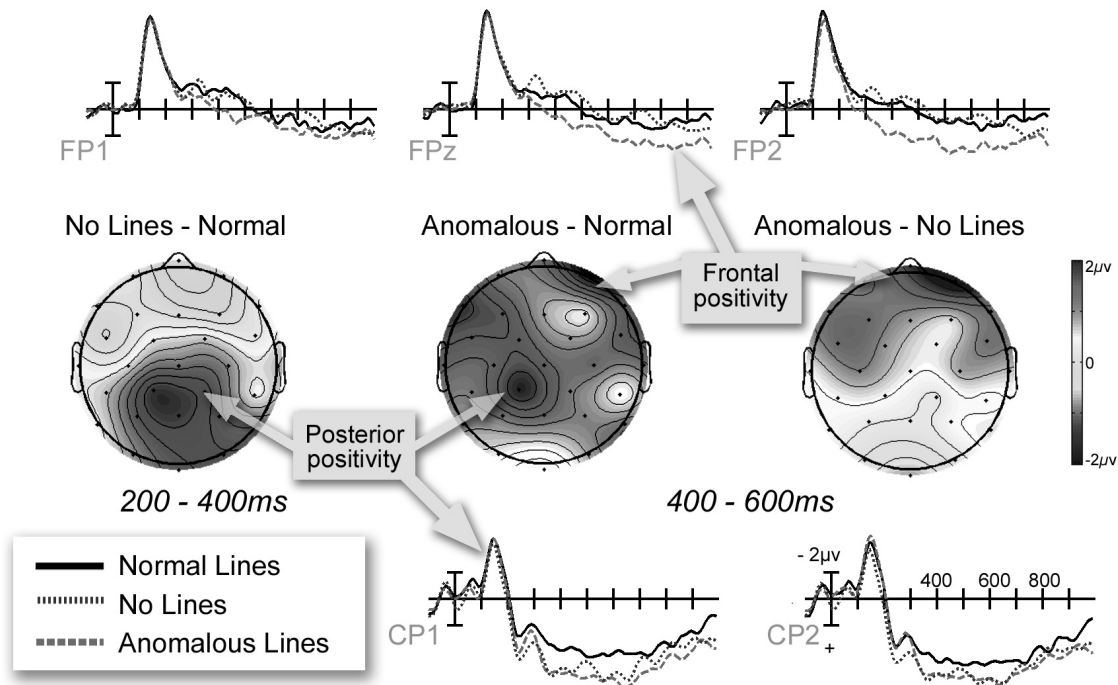 FP1
FPz
FP2
No Lines - Normal
Anomalous - Normal
Anomalous - No Lines
Frontal
positivity
2µv
0
-2µv
Posterior
positivity
200 - 400ms
400 - 600ms
Normal Lines
No Lines
Anomalous Lines
CP1
- 2µv
400
600
800
CP2
+